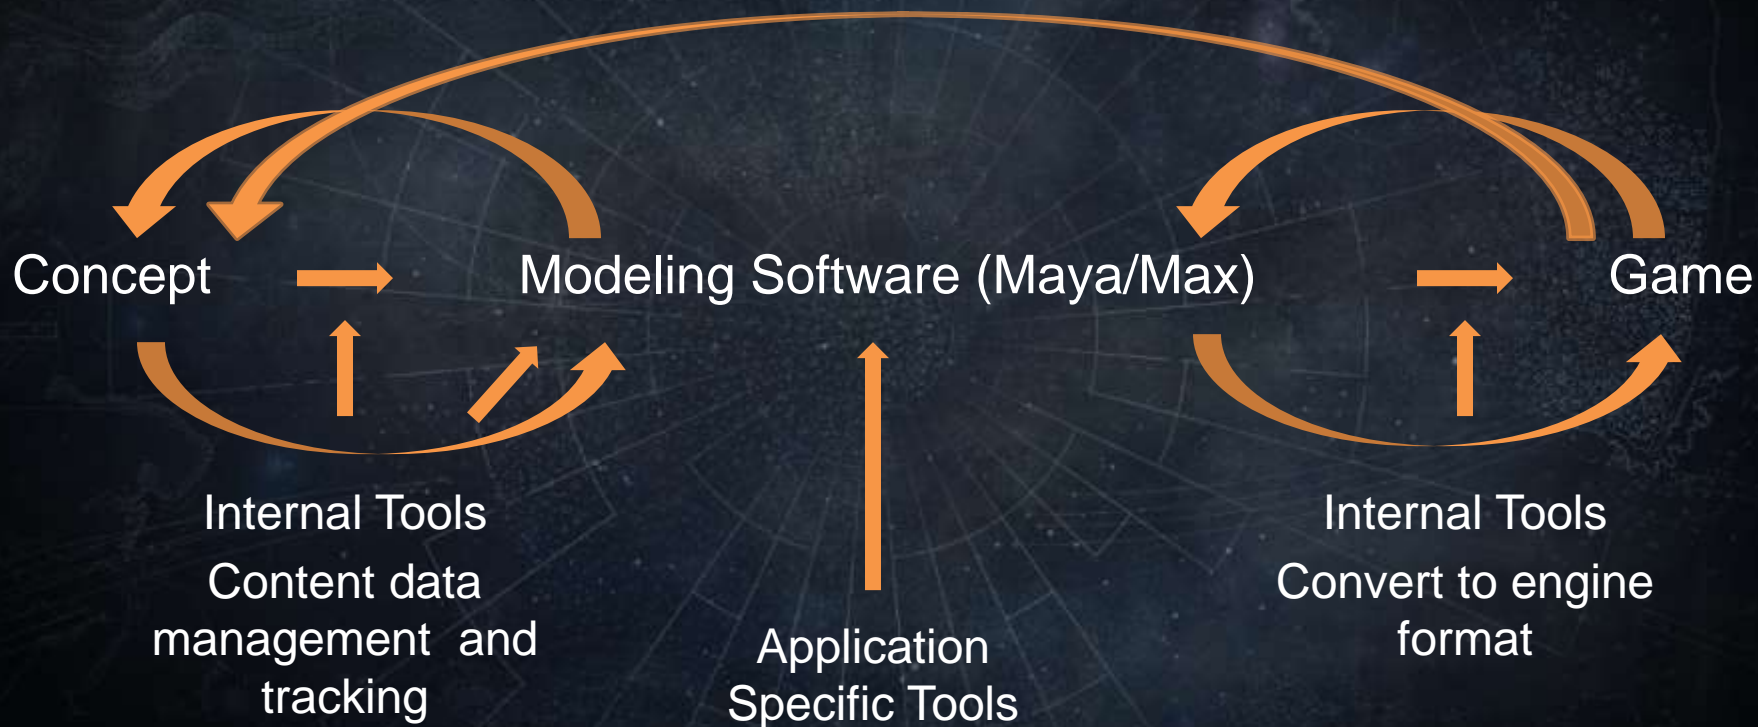 Concept
Modeling Software (Maya/Max)
Game
Internal Tools
Content data
management and
tracking
Application
Specific Tools
Internal Tools
Convert to engine
format